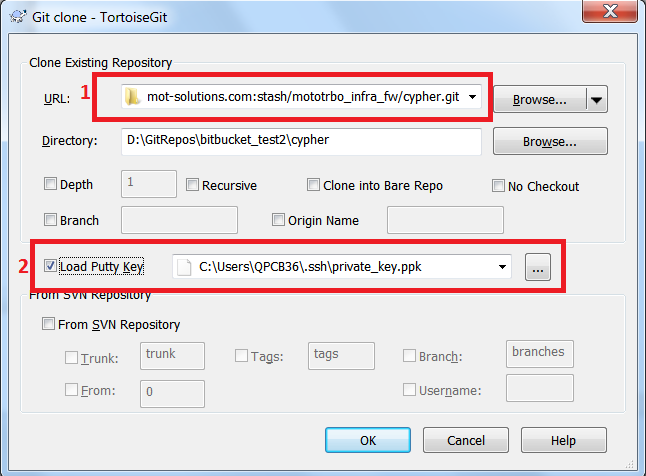 Git clone - TortoiseGit
Clone Existing Repository
1
URL: mot-solutions.com:stash/mototrbo_infra_fw/cypher.git Browse...
Directory: D:\GitRepos\bitbucket_test2\cypher Browse...
Depth 1 Recursive Clone into Bare Repo No Checkout
Branch Origin Name
2 Load Putty Key C:\Users\QPCB36\.ssh\private_key.ppk ...
From SVN Repository
From SVN Repository
Trunk: trunk Tags: tags Branch: branches
From: 0 Username:
OK Cancel Help